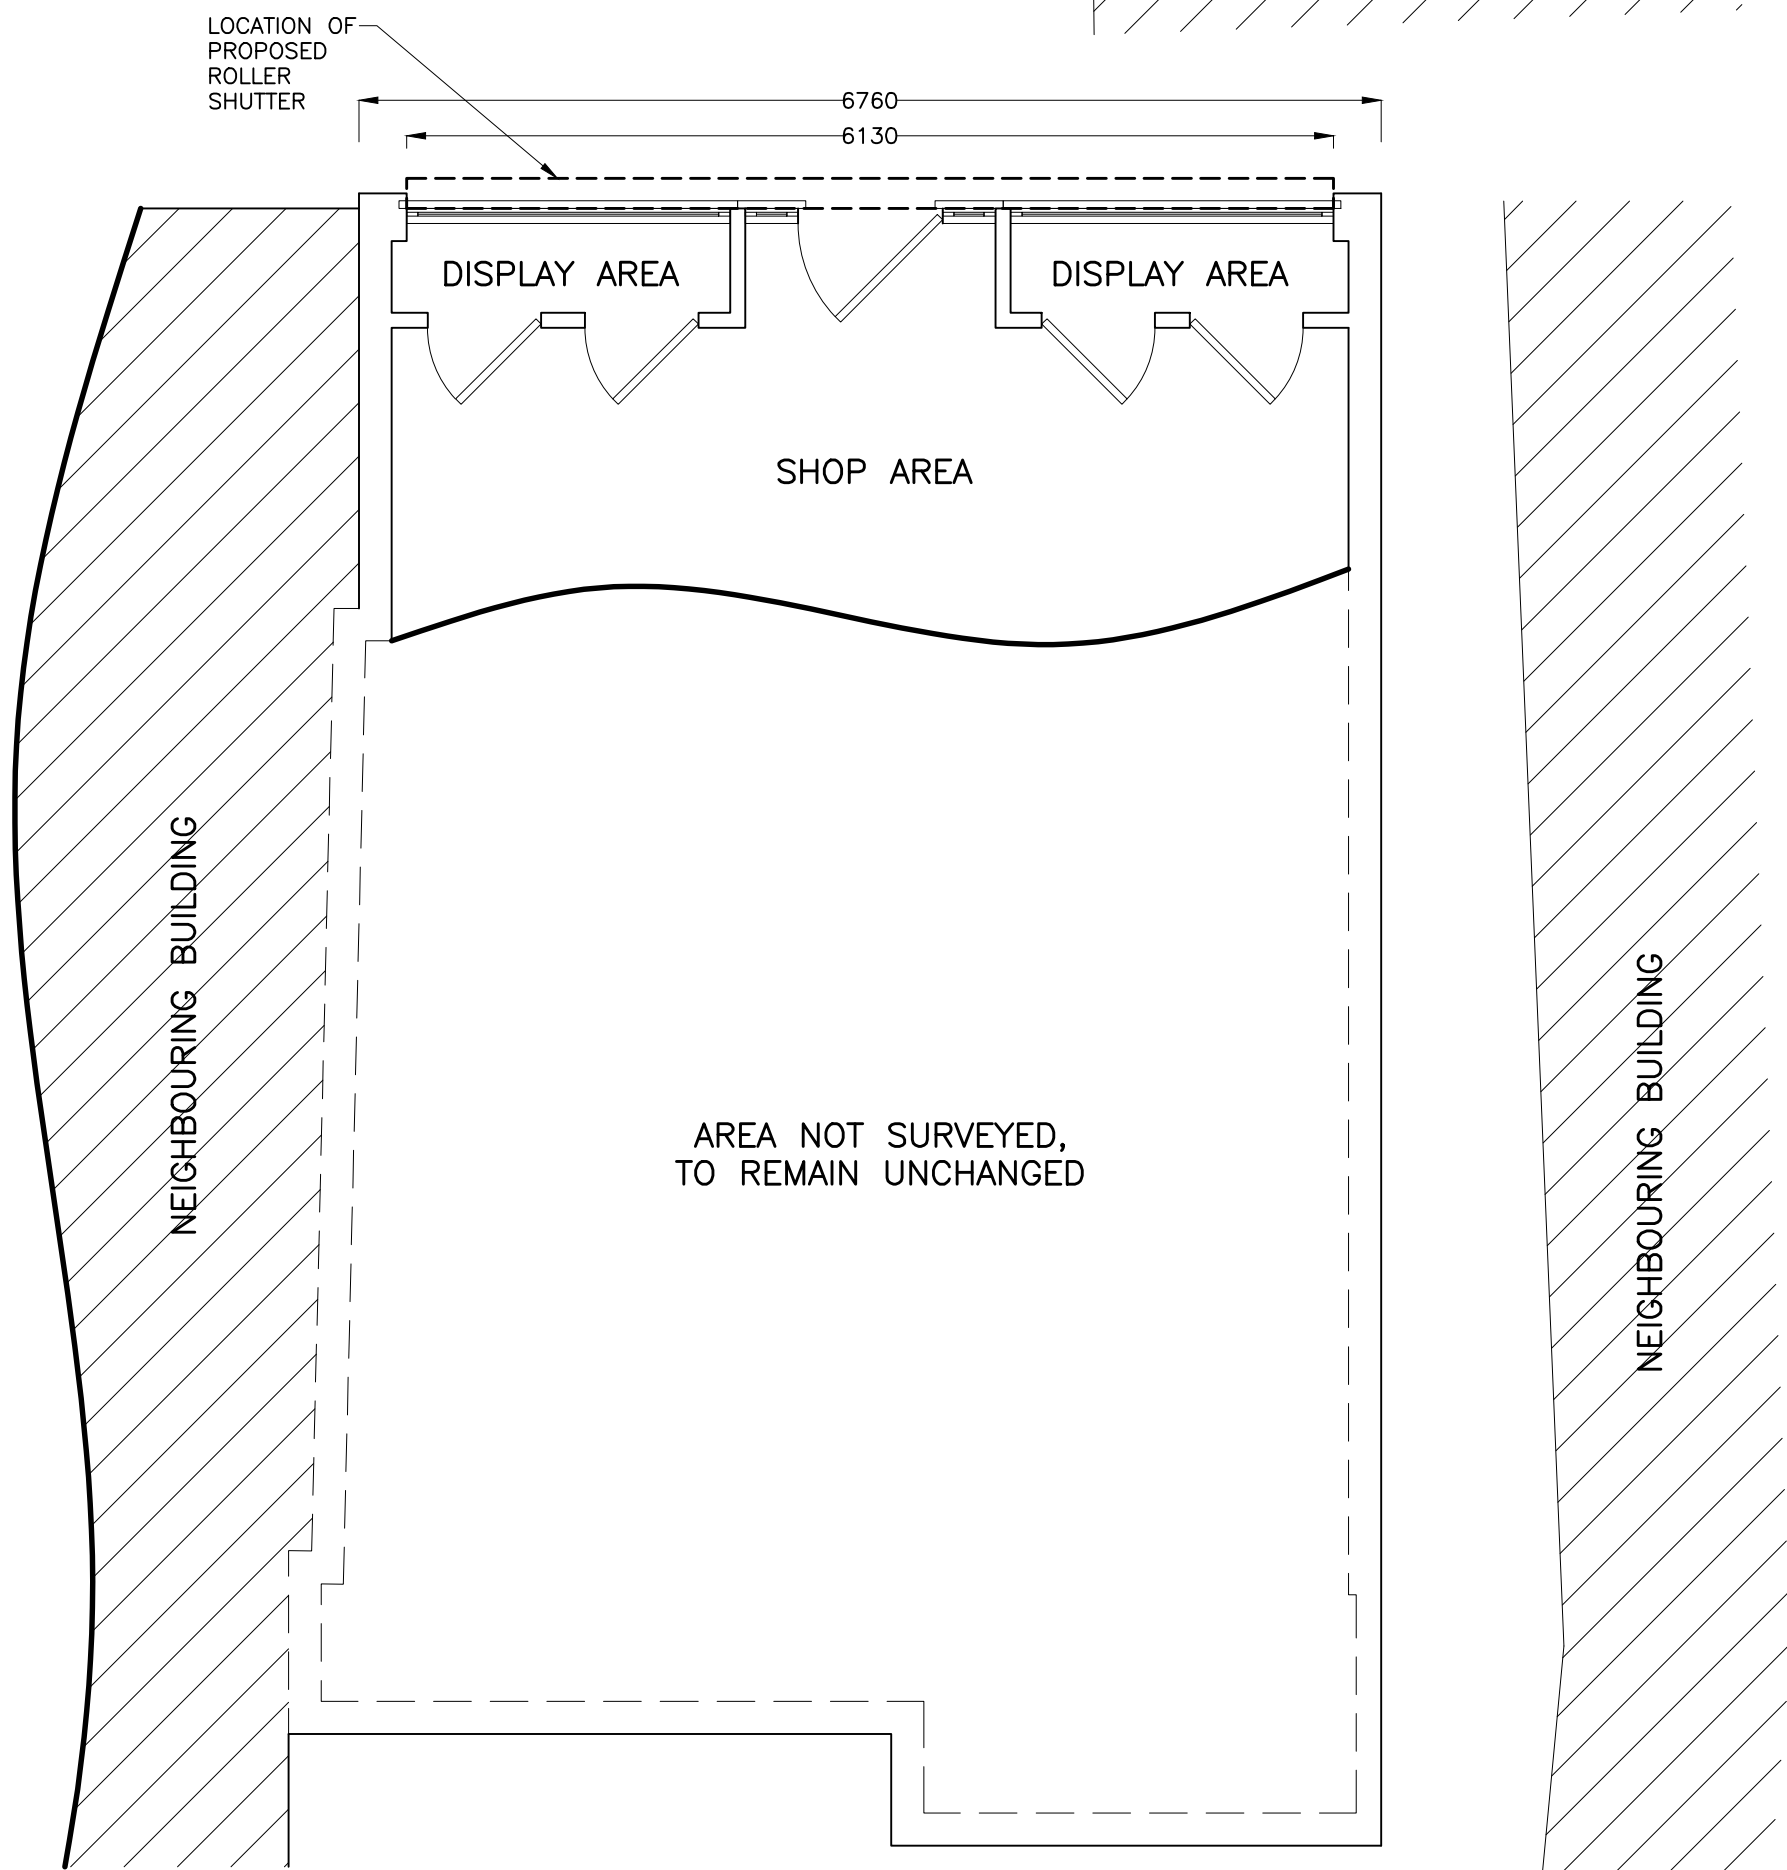 LOCATION OF
PROPOSED
ROLLER
SHUTTER
6760
6130
DISPLAY AREA
DISPLAY AREA
SHOP AREA
NEIGHBOURING BUILDING
NEIGHBOURING BUILDING
AREA NOT SURVEYED,
TO REMAIN UNCHANGED